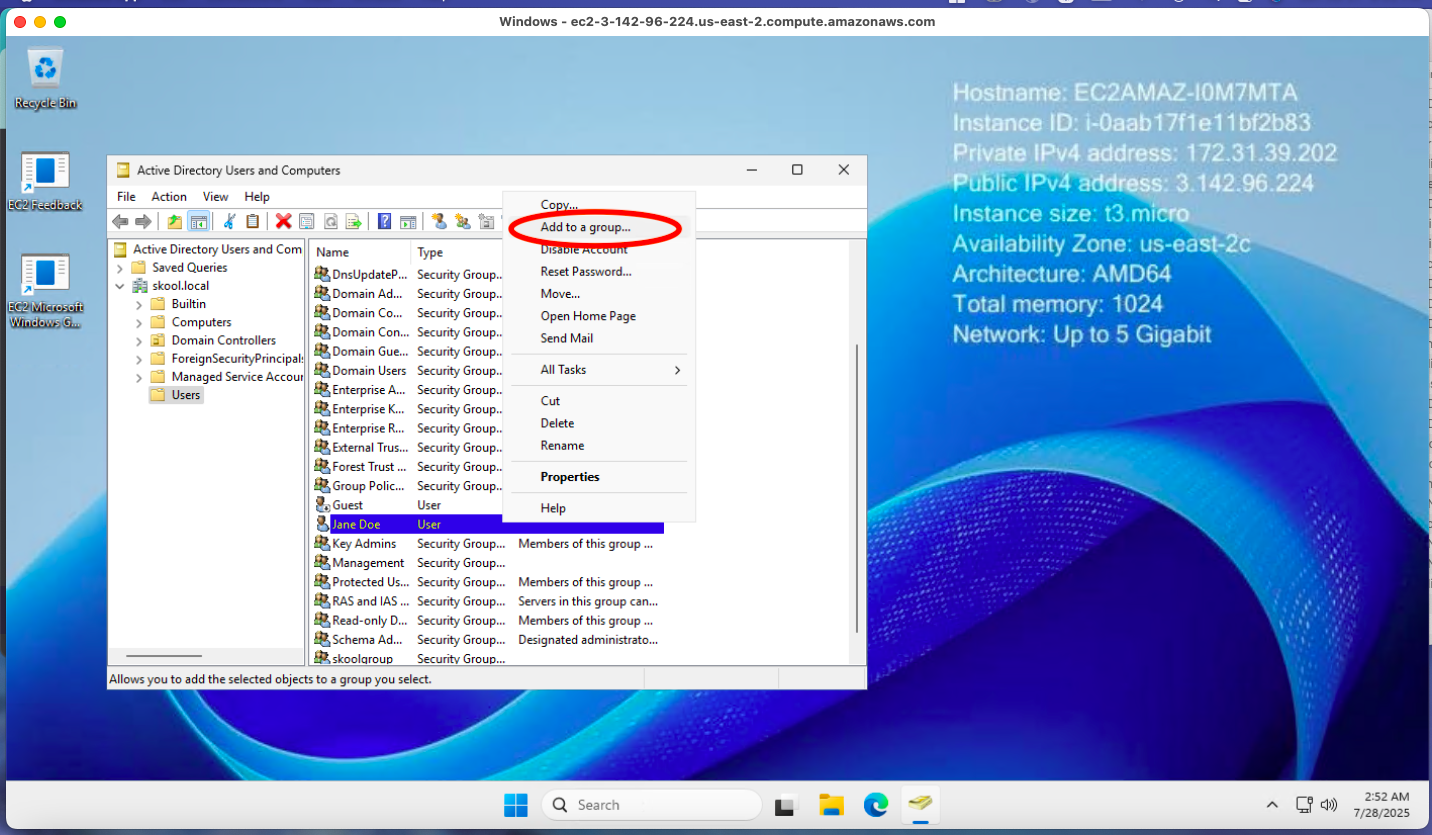 Windows - ec2-3-142-96-224.us-east-2.compute.amazonaws.com
Recycle Bin
EC2 Feedback
EC2 Microsoft
Windows G...
Hostname: EC2AMAZ-I0M7MTA
Instance ID: i-0aab17f1e11bf2b83
Private IPv4 address: 172.31.39.202
Public IPv4 address: 3.142.96.224
Instance size: t3.micro
Availability Zone: us-east-2c
Architecture: AMD64
Total memory: 1024
Network: Up to 5 Gigabit
Active Directory Users and Computers
File Action View Help
Active Directory Users and Com
Saved Queries
skool.local
Builtin
Computers
Domain Controllers
ForeignSecurityPrincipals
Managed Service Accour
Users
Name Type
DnsUpdateP... Security Group...
Domain Ad... Security Group...
Domain Co... Security Group...
Domain Con... Security Group...
Domain Gue... Security Group...
Domain Users Security Group...
Enterprise A... Security Group...
Enterprise K... Security Group...
Enterprise R... Security Group...
External Trus... Security Group...
Forest Trust ... Security Group...
Group Polic... Security Group...
Guest User
Jane Doe User
Key Admins Security Group... Members of this group ...
Management Security Group...
Protected Us... Security Group... Members of this group ...
RAS and IAS ... Security Group... Servers in this group can...
Read-only D... Security Group... Members of this group ...
Schema Ad... Security Group... Designated administrato...
skoolgroup Security Group...
Copy...
Add to a group...
Disable Account
Reset Password...
Move...
Open Home Page
Send Mail
All Tasks
Cut
Delete
Rename
Properties
Help
Allows you to add the selected objects to a group you select.
Search
2:52 AM
7/28/2025